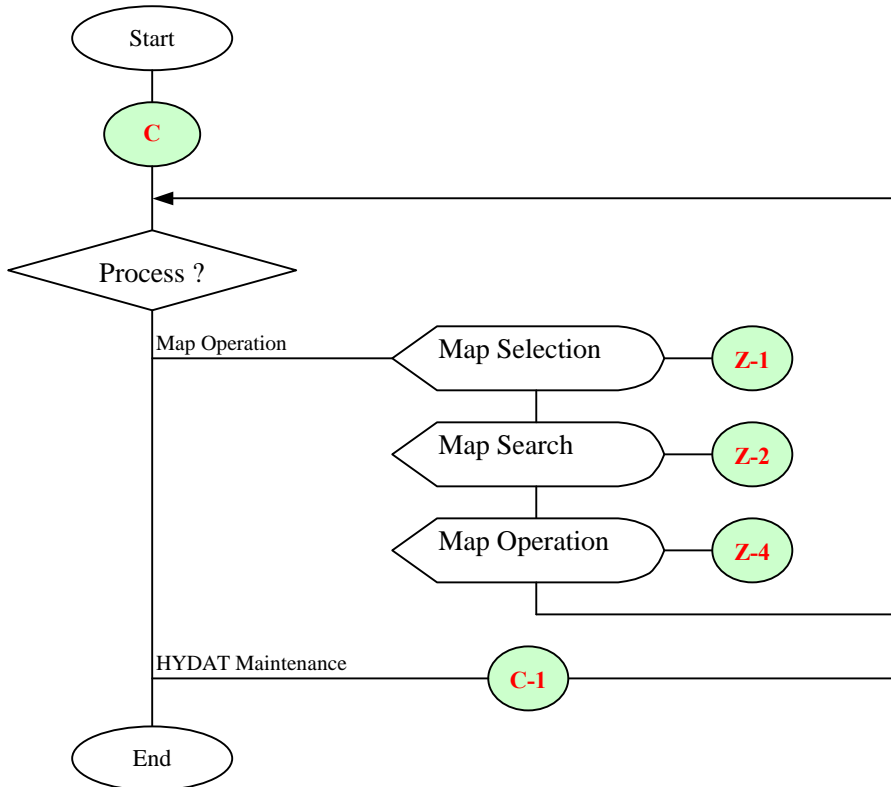 Start
C
Process ?
Map Operation
Map Selection
Z-1
Map Search
Z-2
Map Operation
Z-4
HYDAT Maintenance
C-1
End